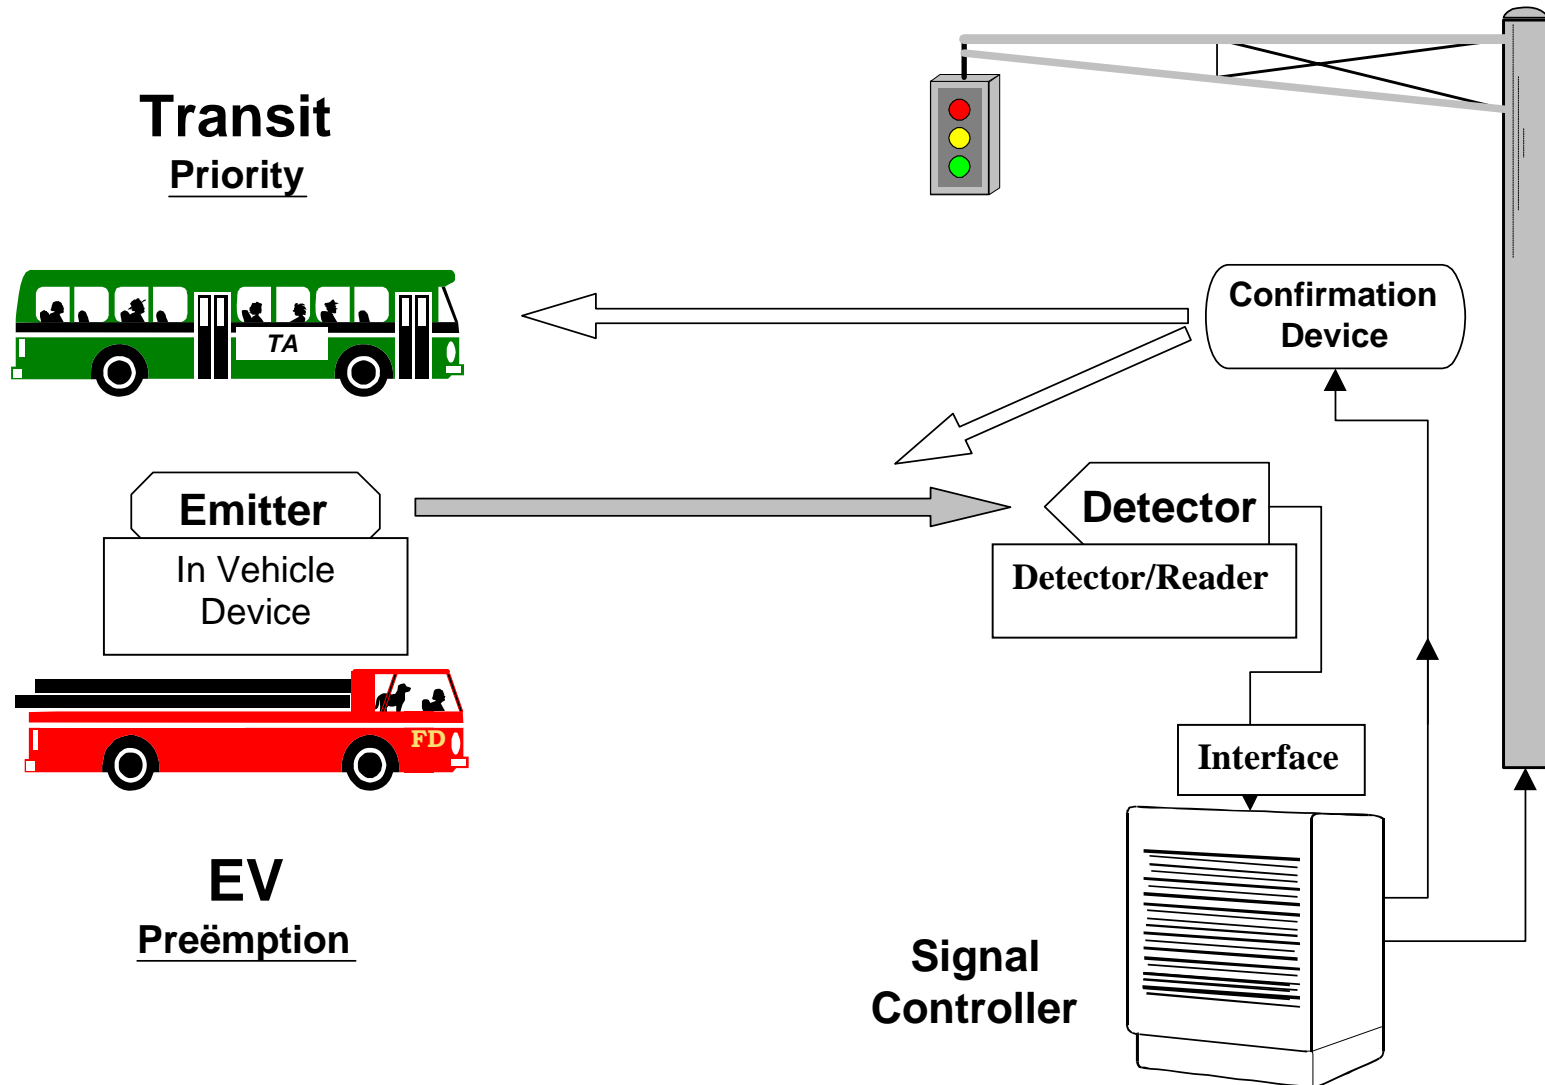 Transit
Priority
TA
Confirmation
Device
Emitter
In Vehicle
Device
Detector
Detector/Reader
FD
Interface
EV
Preëmption
Signal
Controller